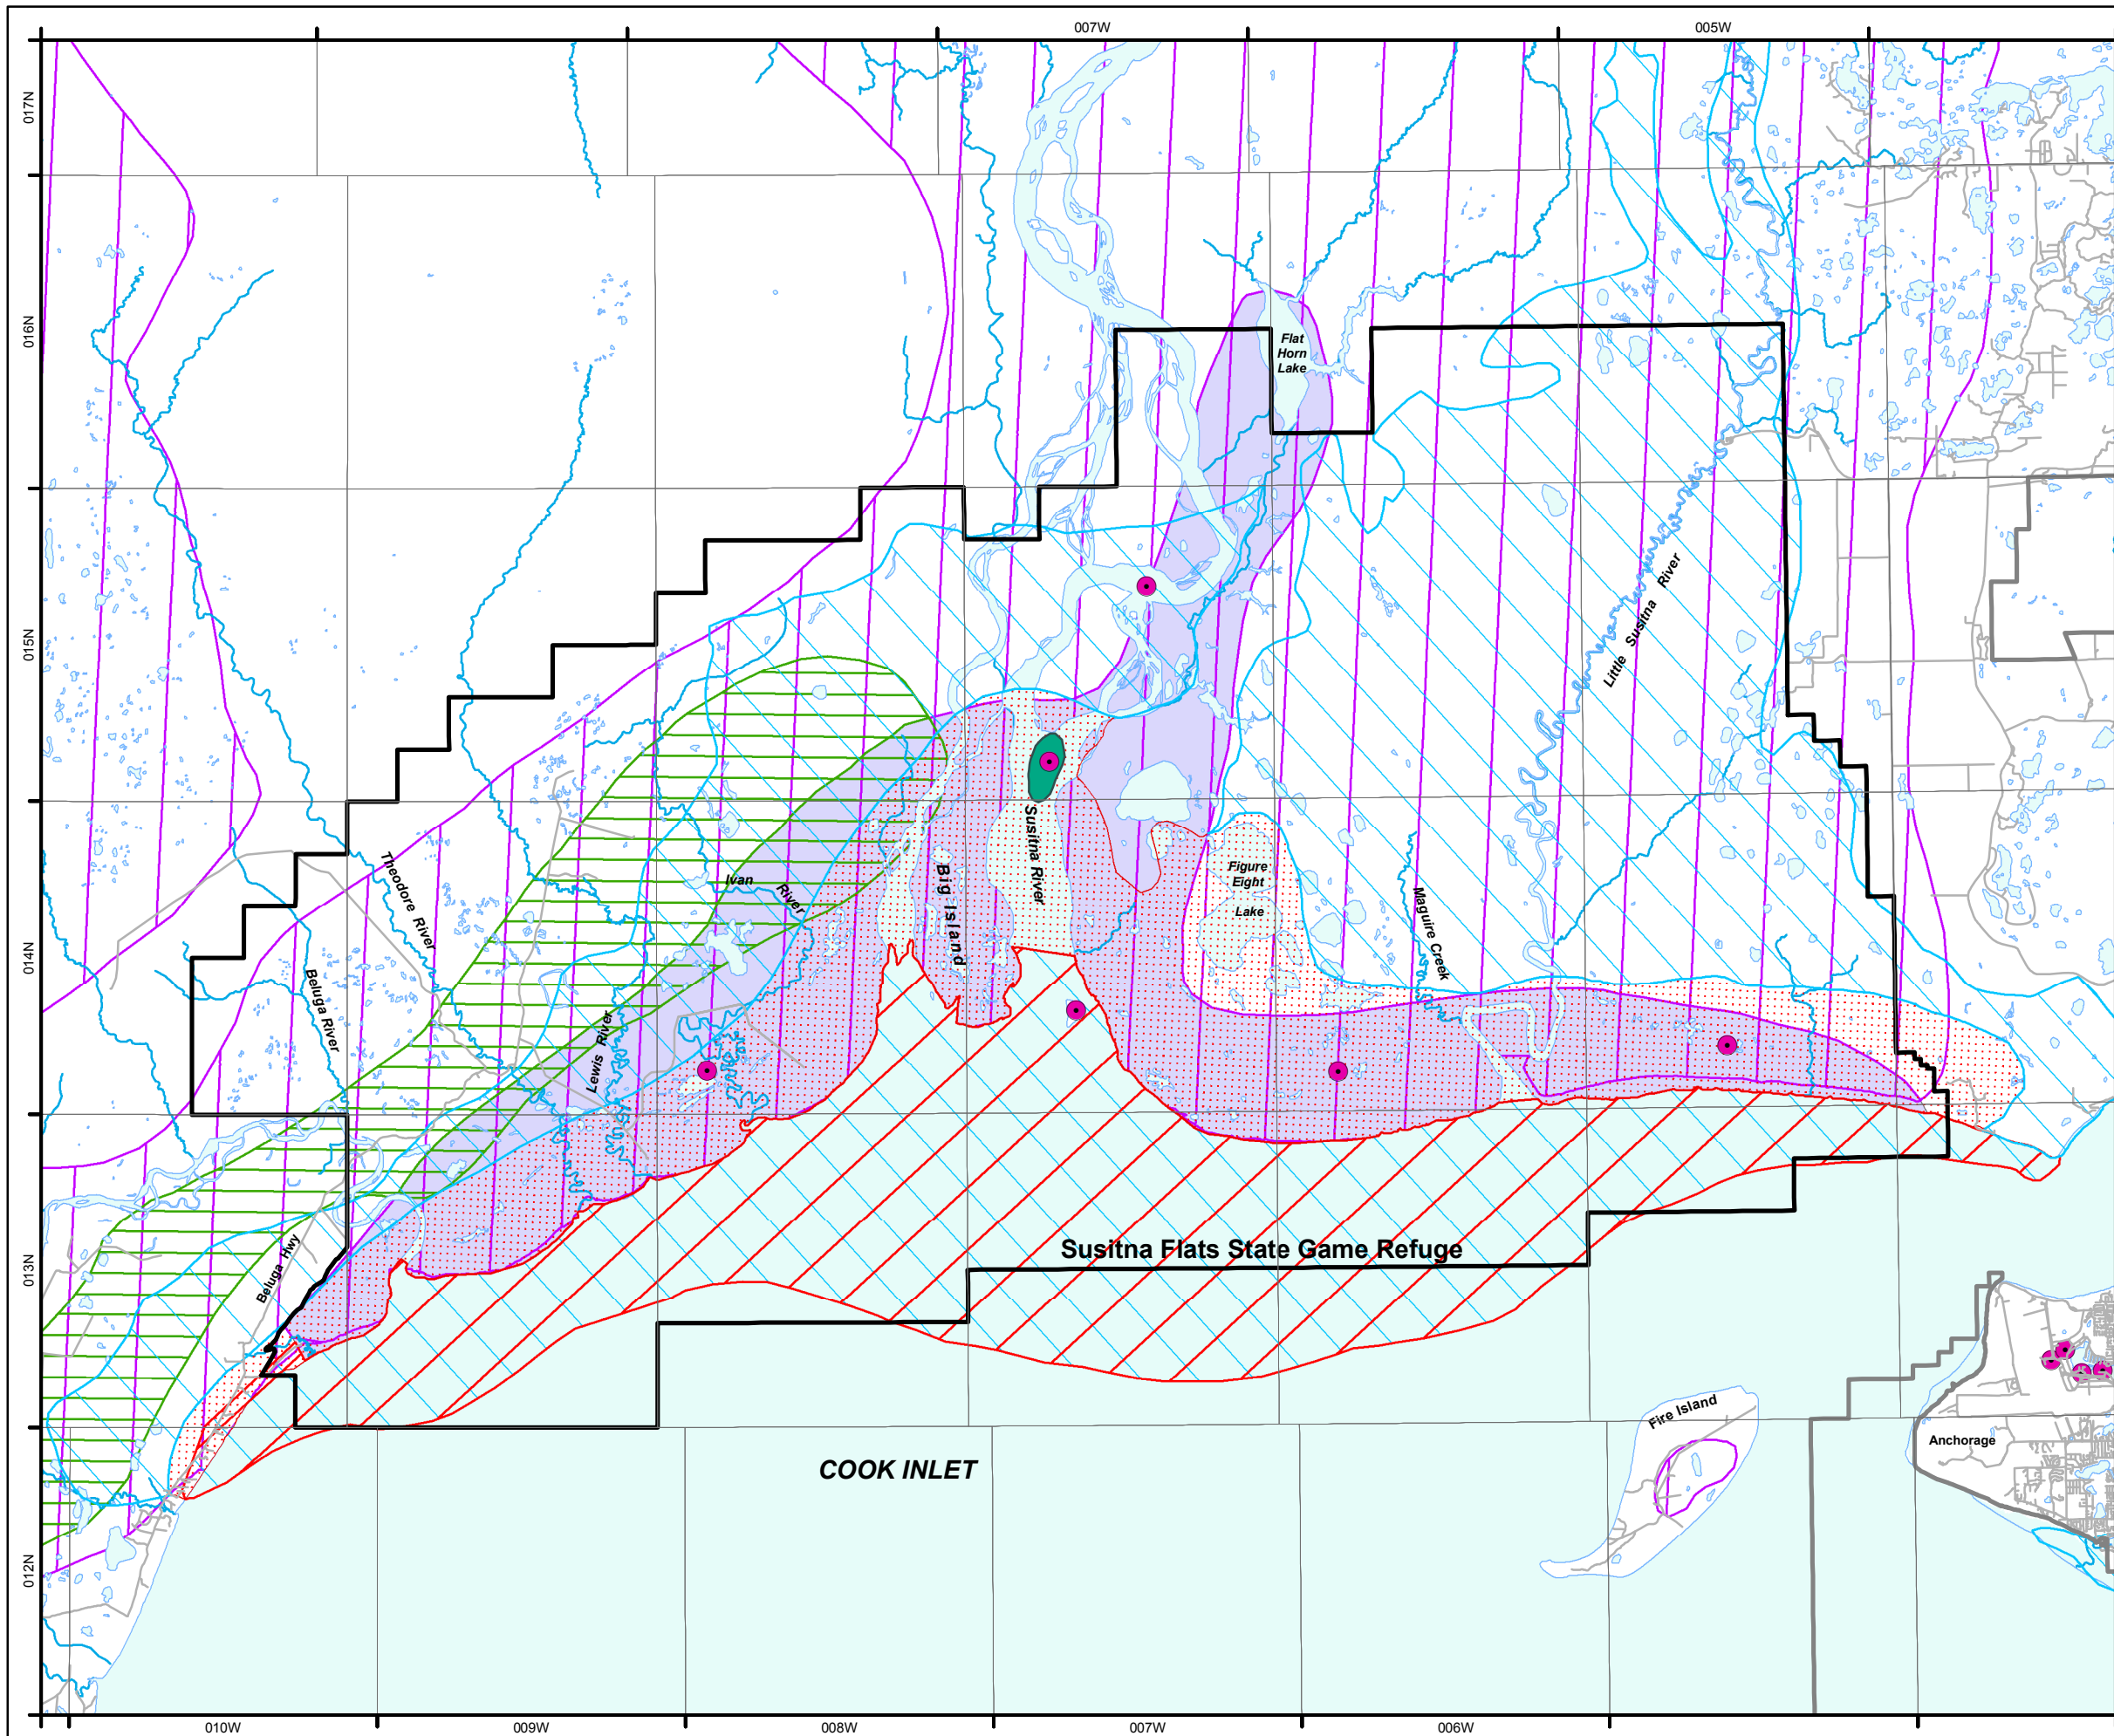 007W
005W
017N
016N
Flat
Horn
Lake
015N
Little Susitna River
Susitna River
Big Island
Figure
Eight
Lake
Ivan River
Theodore River
Maguire Creek
014N
Beluga River
Lewis River
013N
Susitna Flats State Game Refuge
Beluga Hwy
Fire Island
Anchorage
COOK INLET
012N
010W
009W
008W
007W
006W